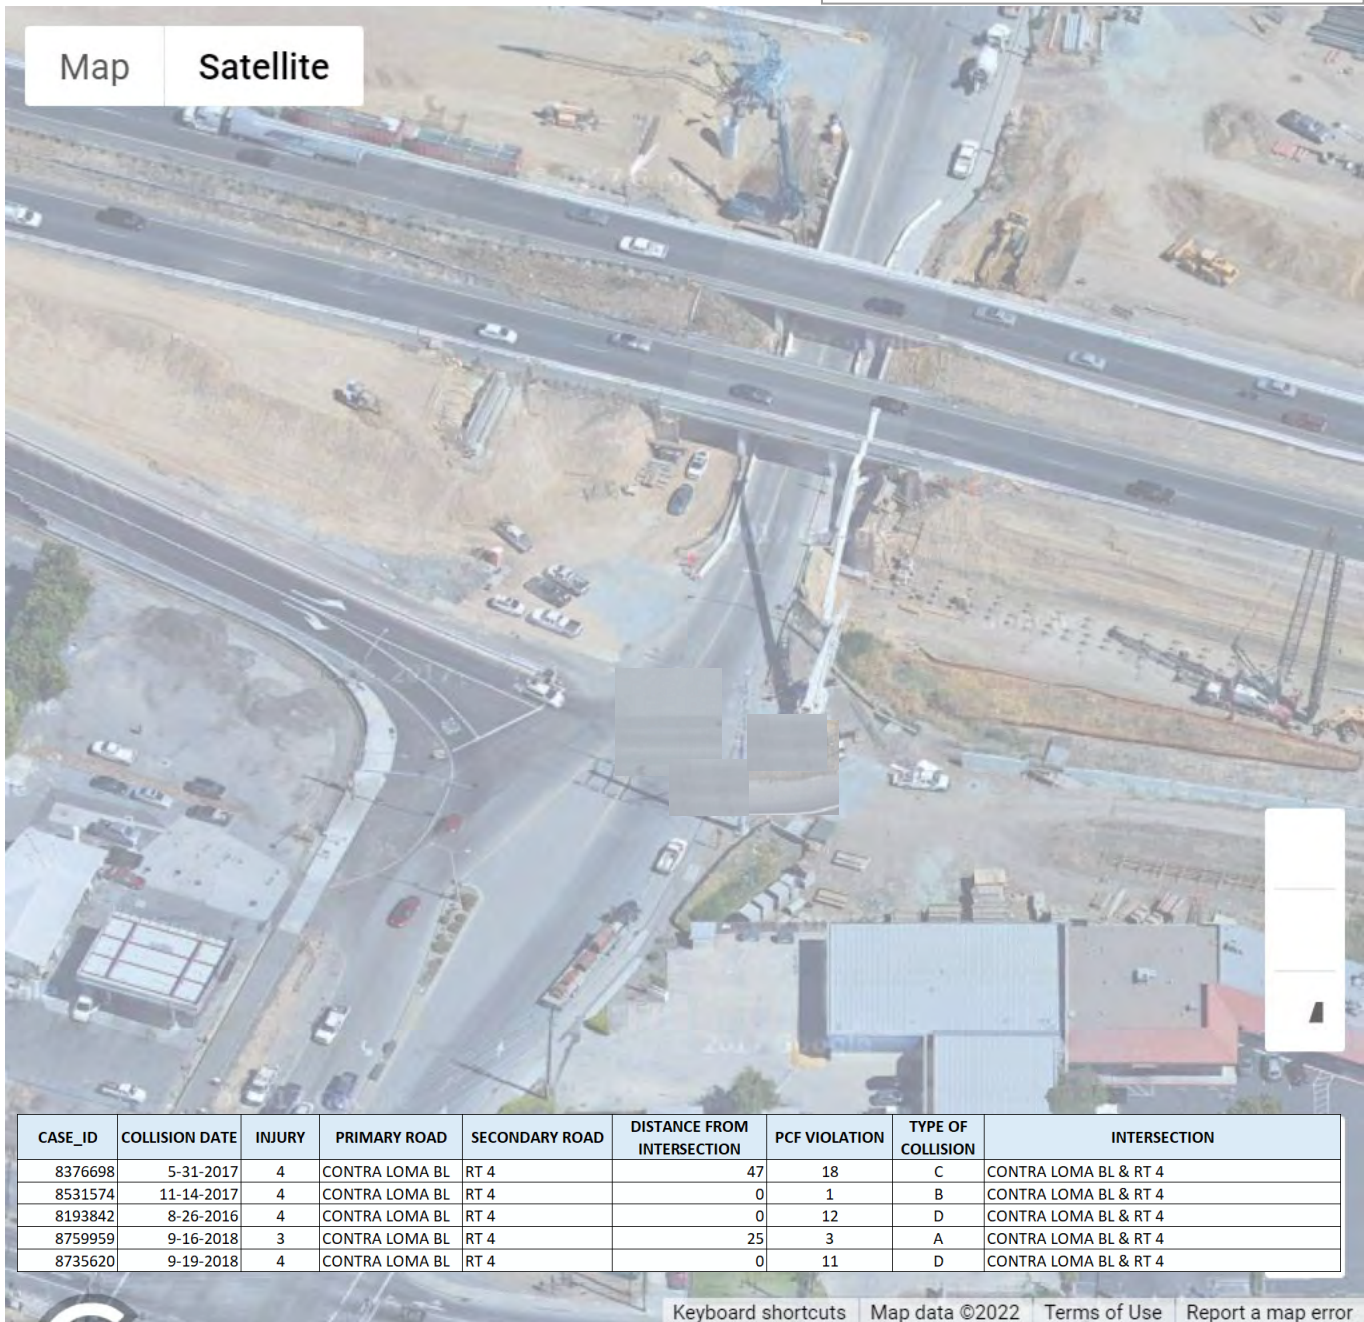 Map Satellite
CASE_ID COLLISION DATE INJURY PRIMARY ROAD SECONDARY ROAD DISTANCE FROM INTERSECTION PCF VIOLATION TYPE OF COLLISION INTERSECTION
8376698 5-31-2017 4 CONTRA LOMA BL RT 4 47 18 C CONTRA LOMA BL & RT 4
8531574 11-14-2017 4 CONTRA LOMA BL RT 4 0 1 B CONTRA LOMA BL & RT 4
8193842 8-26-2016 4 CONTRA LOMA BL RT 4 0 12 D CONTRA LOMA BL & RT 4
8759959 9-16-2018 3 CONTRA LOMA BL RT 4 25 3 A CONTRA LOMA BL & RT 4
8735620 9-19-2018 4 CONTRA LOMA BL RT 4 0 11 D CONTRA LOMA BL & RT 4
Keyboard shortcuts Map data ©2022 Terms of Use Report a map error